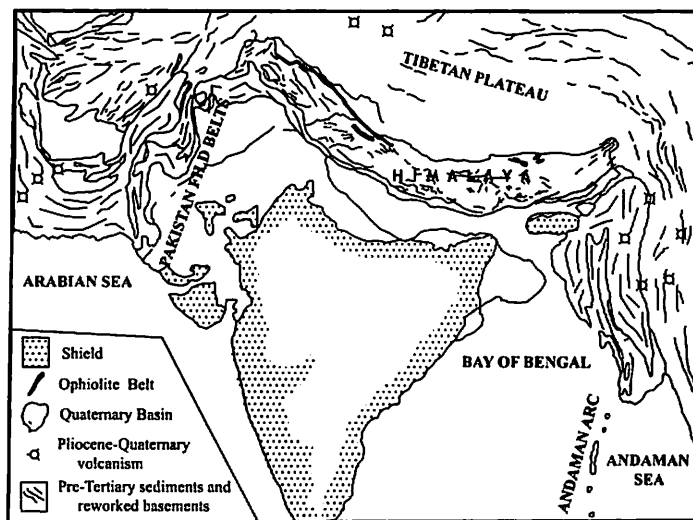 TIBETAN PLATEAU
HIMALAYA
PAKISTAN FOLD BELTS
ARABIAN SEA
BAY OF BENGAL
ANDAMAN ARC
ANDAMAN
SEA
Shield
Ophiolite Belt
Quaternary Basin
Pliocene-Quaternary
volcanism
Pre-Tertiary sediments and
reworked basements